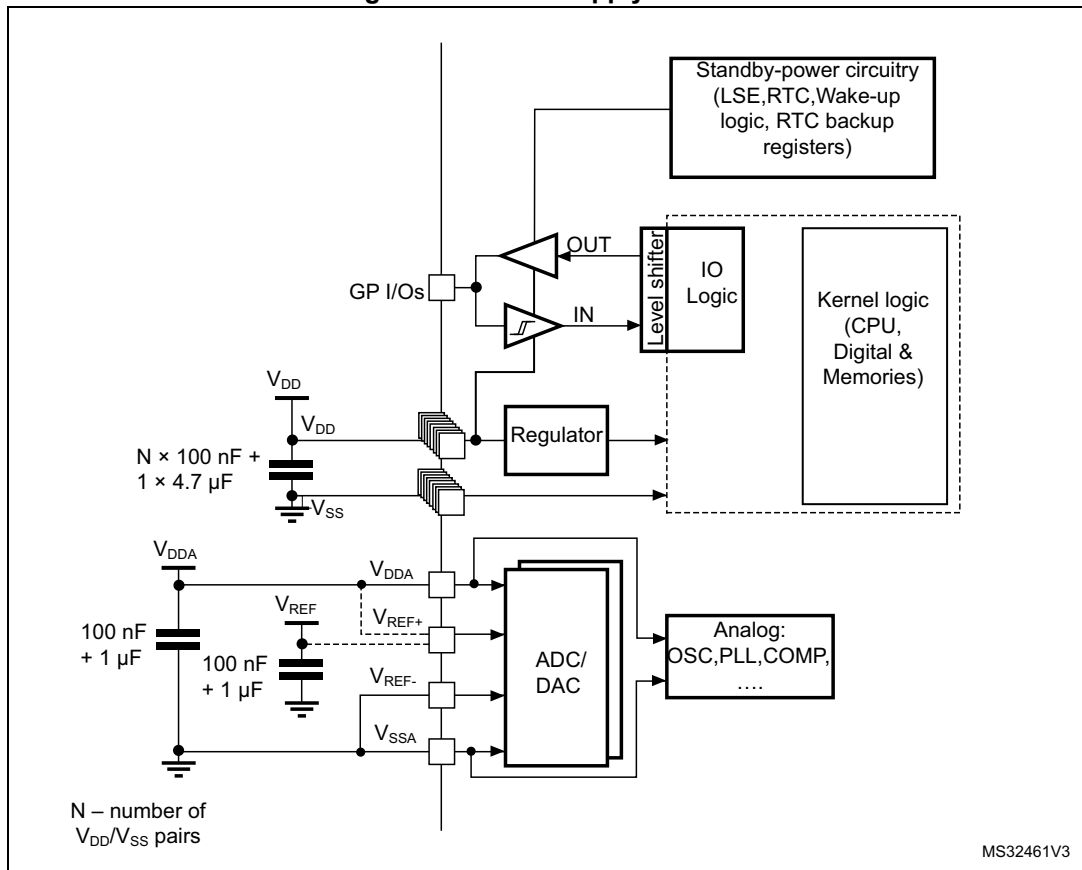 Standby-power circuitry
(LSE,RTC,Wake-up
logic, RTC backup
registers)
OUT
Level shifter
IO
Logic
GP I/Os
IN
Kernel logic
(CPU,
Digital &
Memories)
VDD
VDD
Regulator
N × 100 nF +
1 × 4.7 µF
VSS
VDDA
VDDA
VREF
VREF+
100 nF
+ 1 µF
100 nF
+ 1 µF
ADC/
DAC
Analog:
OSC,PLL,COMP,
….
VREF-
VSSA
N – number of
VDD/VSS pairs
MS32461V3